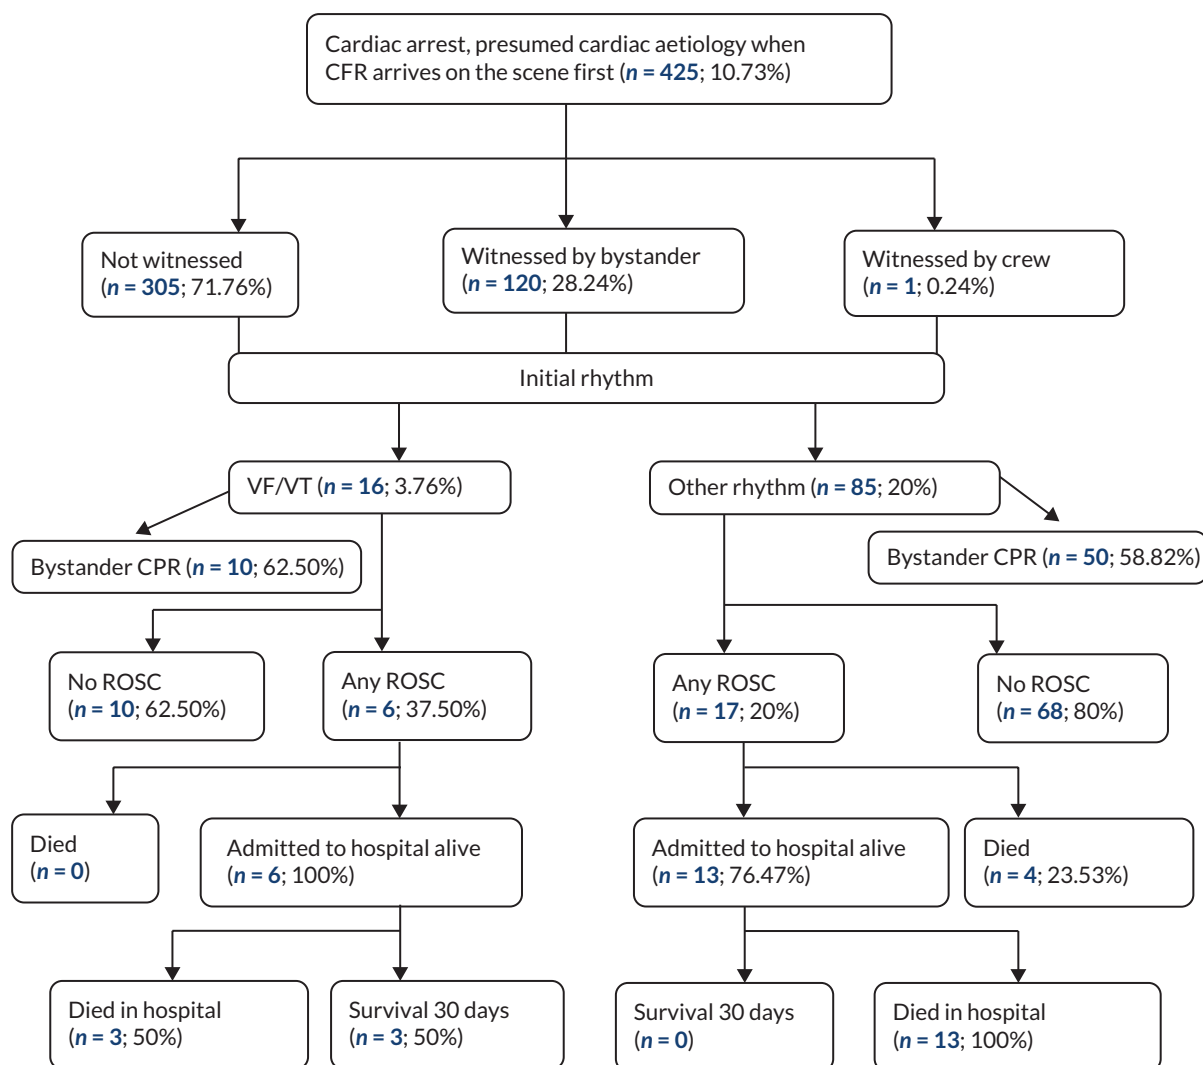 Cardiac arrest, presumed cardiac aetiology when
CFR arrives on the scene first (n = 425; 10.73%)
Not witnessed
(n = 305; 71.76%)
Witnessed by bystander
(n = 120; 28.24%)
Witnessed by crew
(n = 1; 0.24%)
Initial rhythm
VF/VT (n = 16; 3.76%)
Other rhythm (n = 85; 20%)
Bystander CPR (n = 10; 62.50%)
Bystander CPR (n = 50; 58.82%)
No ROSC
(n = 10; 62.50%)
Any ROSC
(n = 6; 37.50%)
Any ROSC
(n = 17; 20%)
No ROSC
(n = 68; 80%)
Died
(n = 0)
Admitted to hospital alive
(n = 6; 100%)
Admitted to hospital alive
(n = 13; 76.47%)
Died
(n = 4; 23.53%)
Died in hospital
(n = 3; 50%)
Survival 30 days
(n = 3; 50%)
Survival 30 days
(n = 0)
Died in hospital
(n = 13; 100%)